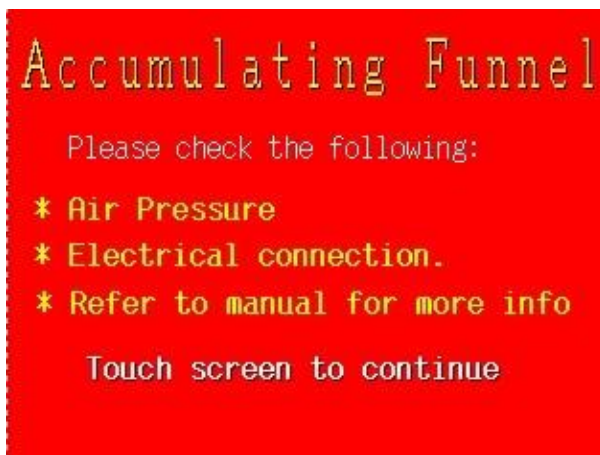 Accumulating Funnel
Please check the following:
* Air Pressure
* Electrical connection.
* Refer to manual for more info
Touch screen to continue